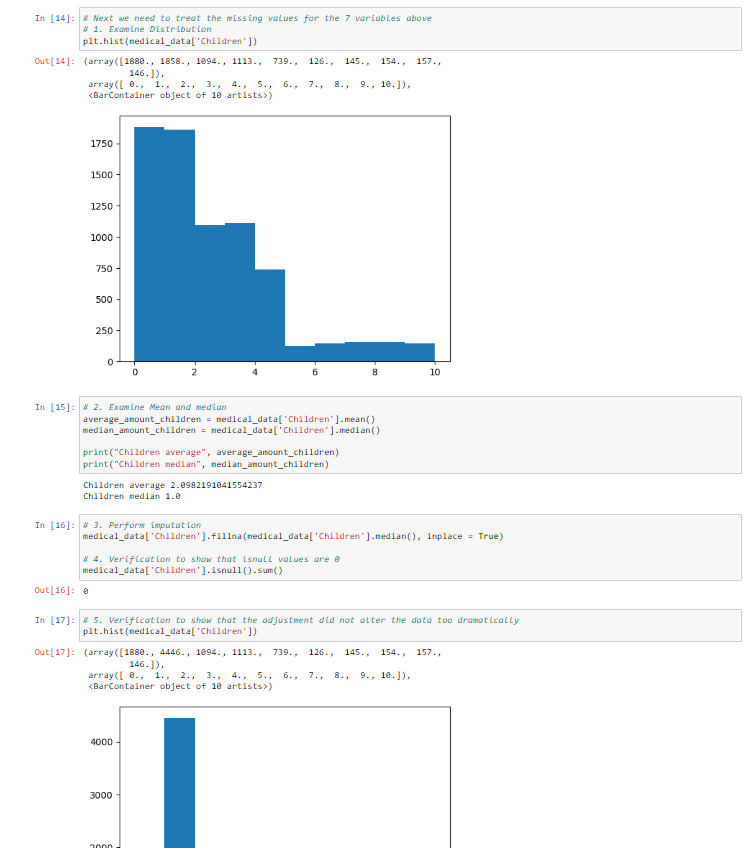 In [14]: # Next we need to treat the missing values for the 7 variables above
# 1. Examine Distribution
plt.hist(medical_data['Children'])
Out[14]: (array([1880., 1858., 1094., 1113., 739., 126., 145., 154., 157.,
146.]),
array([ 0., 1., 2., 3., 4., 5., 6., 7., 8., 9., 10.]),
<BarContainer object of 10 artists>)
1750
1500
1250
1000
750
500
250
0
0 2 4 6 8 10
In [15]: # 2. Examine Mean and median
average_amount_children = medical_data['Children'].mean()
median_amount_children = medical_data['Children'].median()
print("Children average", average_amount_children)
print("Children median", median_amount_children)
Children average 2.0982191041554237
Children median 1.0
In [16]: # 3. Perform imputation
medical_data['Children'].fillna(medical_data['Children'].median(), inplace = True)
# 4. Verification to show that isnull values are 0
medical_data['Children'].isnull().sum()
Out[16]: 0
In [17]: # 5. Verification to show that the adjustment did not alter the data too dramatically
plt.hist(medical_data['Children'])
Out[17]: (array([1880., 4446., 1094., 1113., 739., 126., 145., 154., 157.,
146.]),
array([ 0., 1., 2., 3., 4., 5., 6., 7., 8., 9., 10.]),
<BarContainer object of 10 artists>)
4000
3000
2000